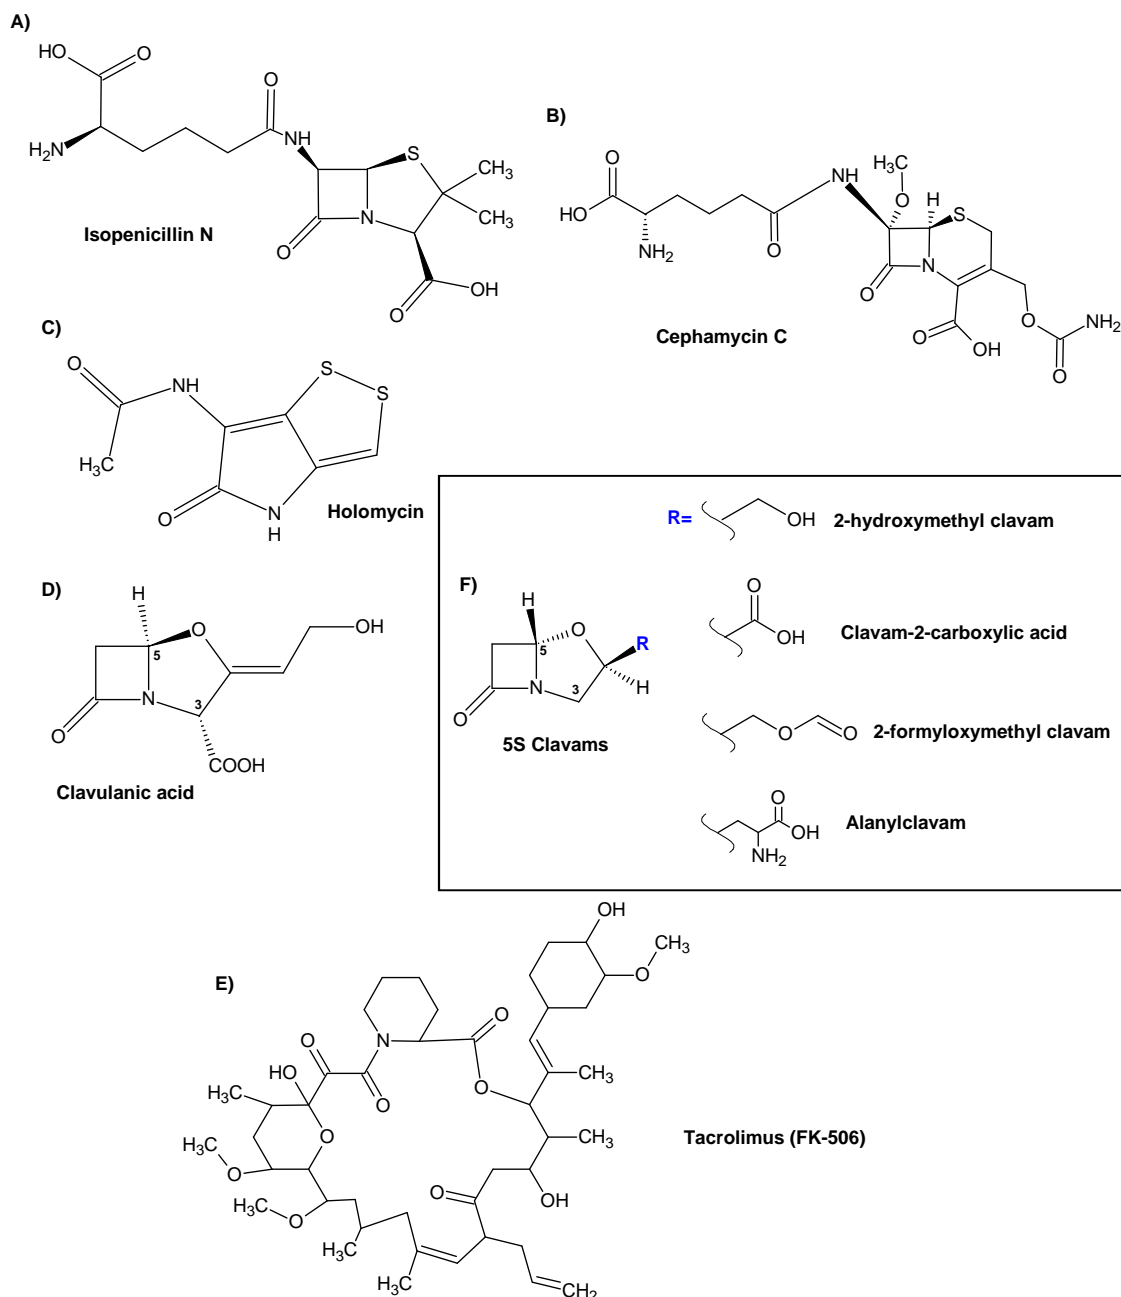 A)
HO
O
O
H₂N
HN
S
CH₃
CH₃
N
O
O
OH
Isopenicillin N
B)
O
HO
NH₂
O
NH
H₃C
O
H
S
N
O
O
OH
O
NH₂
O
Cephamycin C
C)
O
NH
H₃C
S
S
O
N
H
Holomycin
D)
H
O
OH
5
N
3
O
COOH
Clavulanic acid
F)
H
O
R
5
N
3
H
O
5S Clavams
R=
OH
2-hydroxymethyl clavam
O
OH
Clavam-2-carboxylic acid
O
O
2-formyloxymethyl clavam
O
OH
NH₂
Alanylclavam
E)
OH
CH₃
O
N
O
O
HO
O
O
CH₃
H₃C
O
CH₃
H₃C
O
O
OH
H₃C
O
H₃C
H₃C
CH₂
Tacrolimus (FK-506)